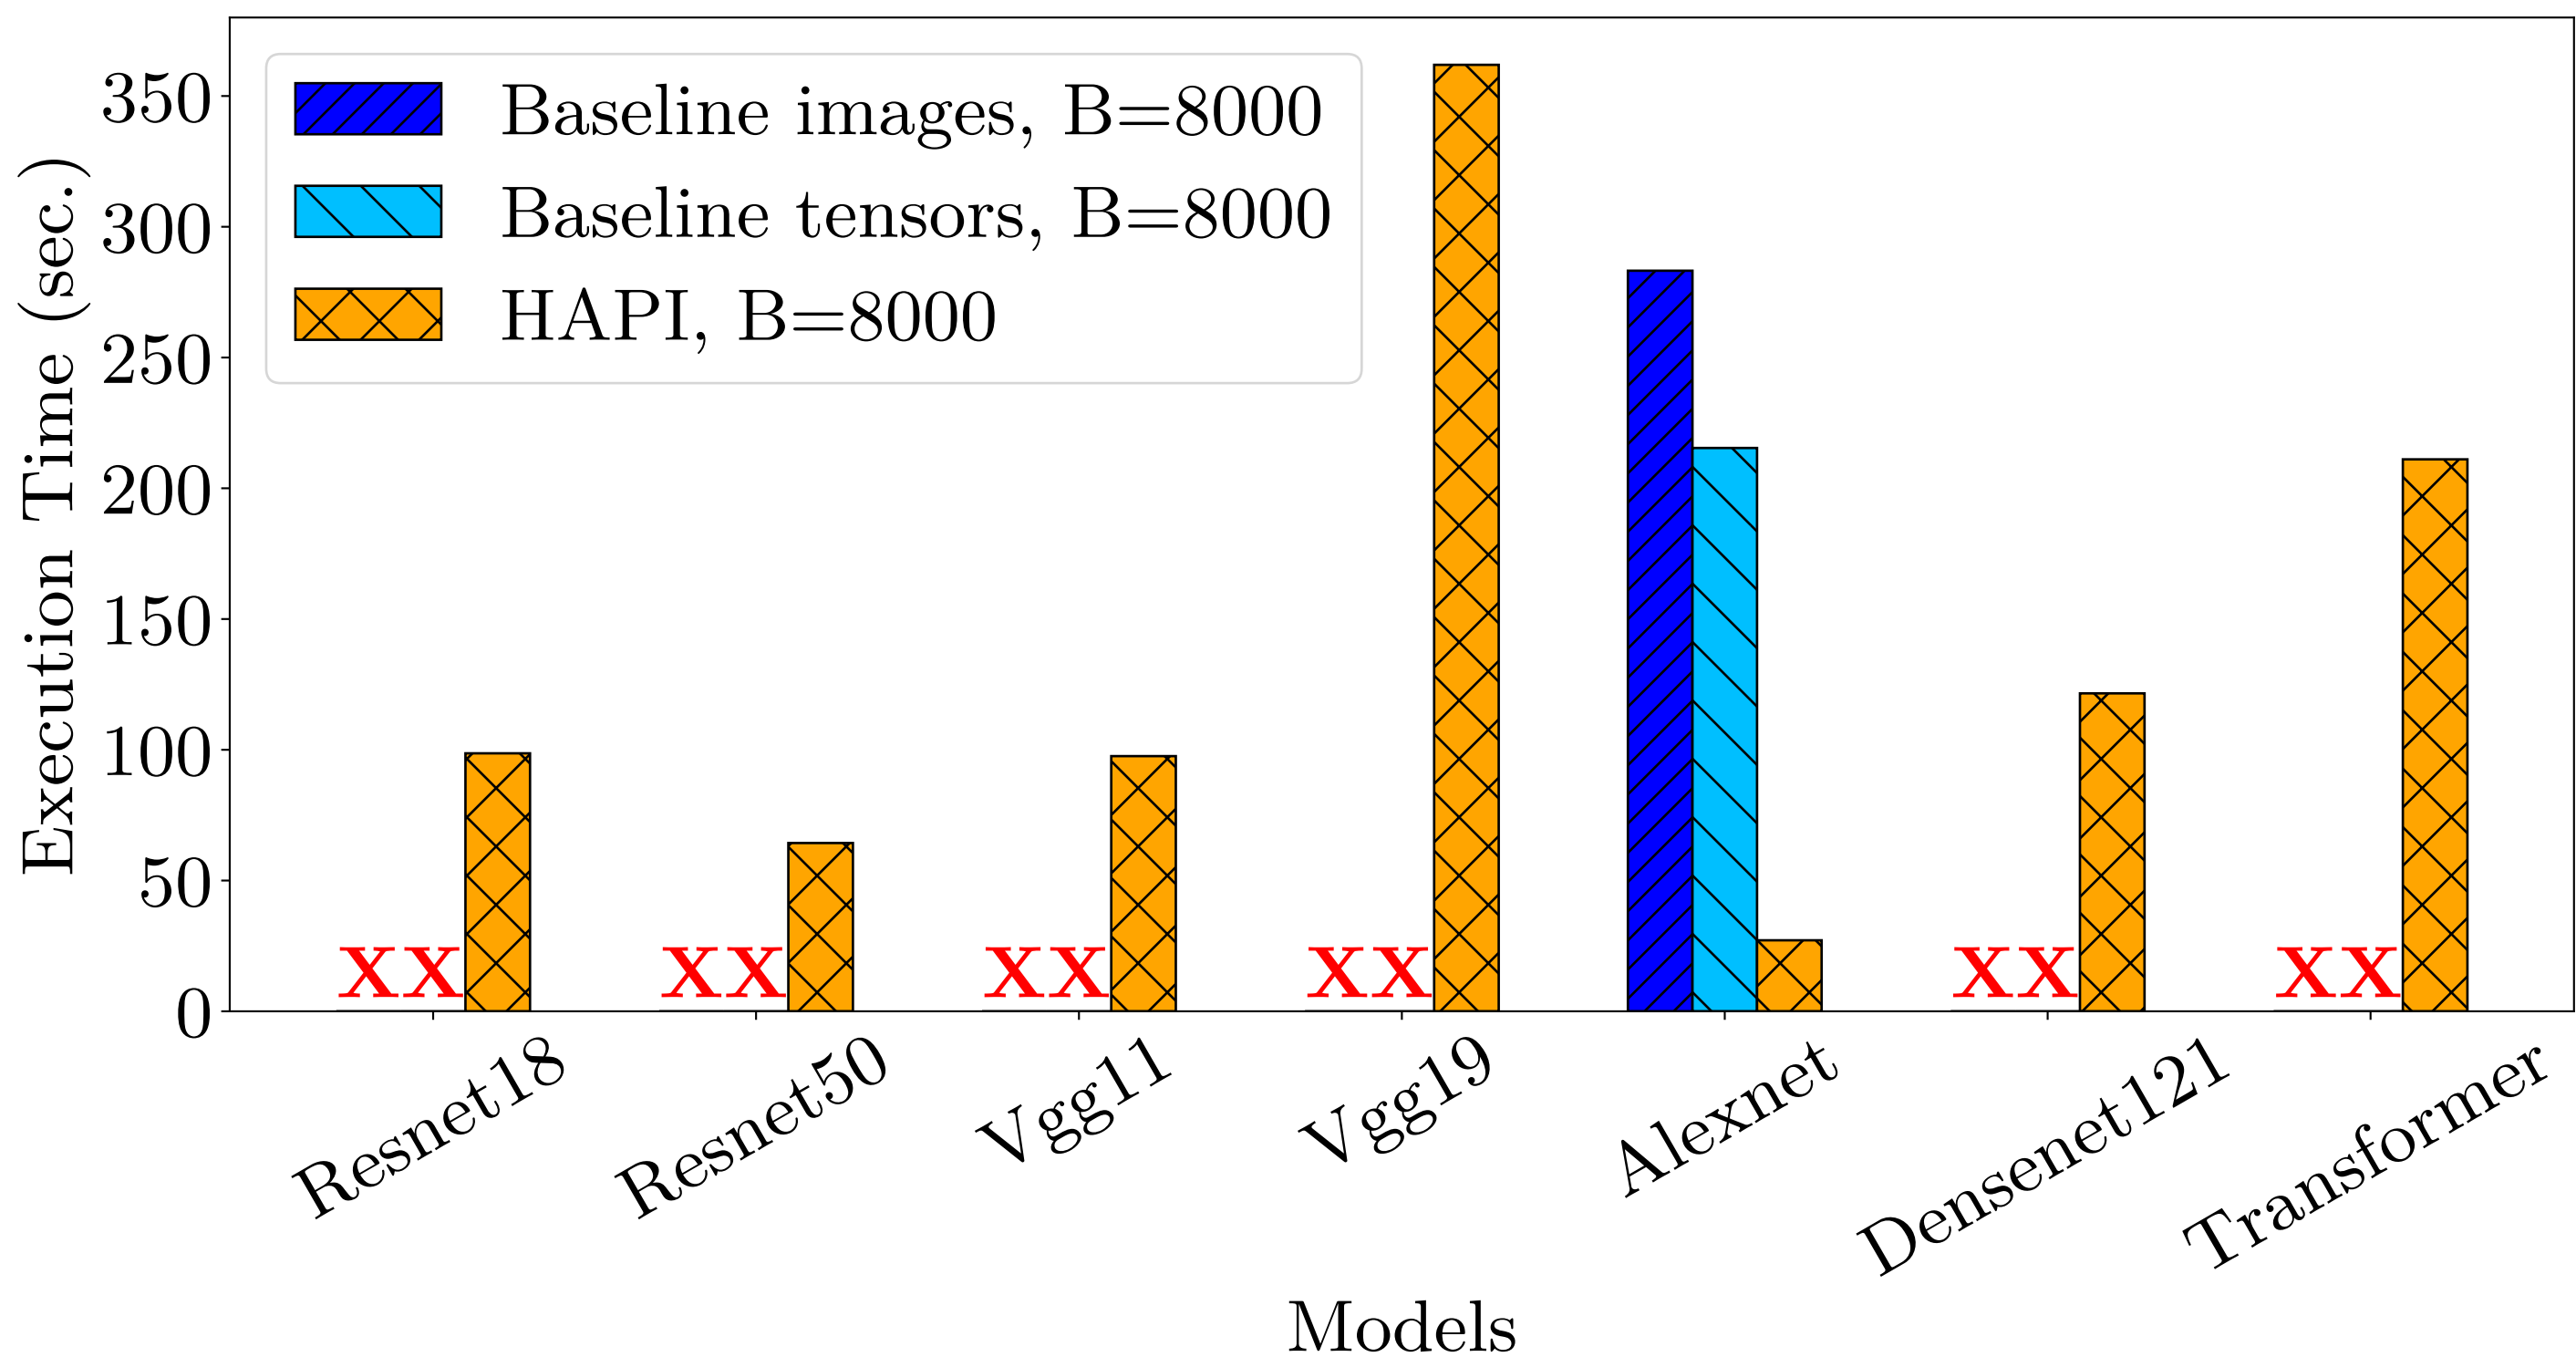 Execution Time (sec.)
350
300
250
200
150
100
50
0
Baseline images, B=8000
Baseline tensors, B=8000
HAPI, B=8000
XX XX XX XX XX XX
Resnet18 Resnet50 Vgg11 Vgg19 Alexnet Densenet121 Transformer
Models